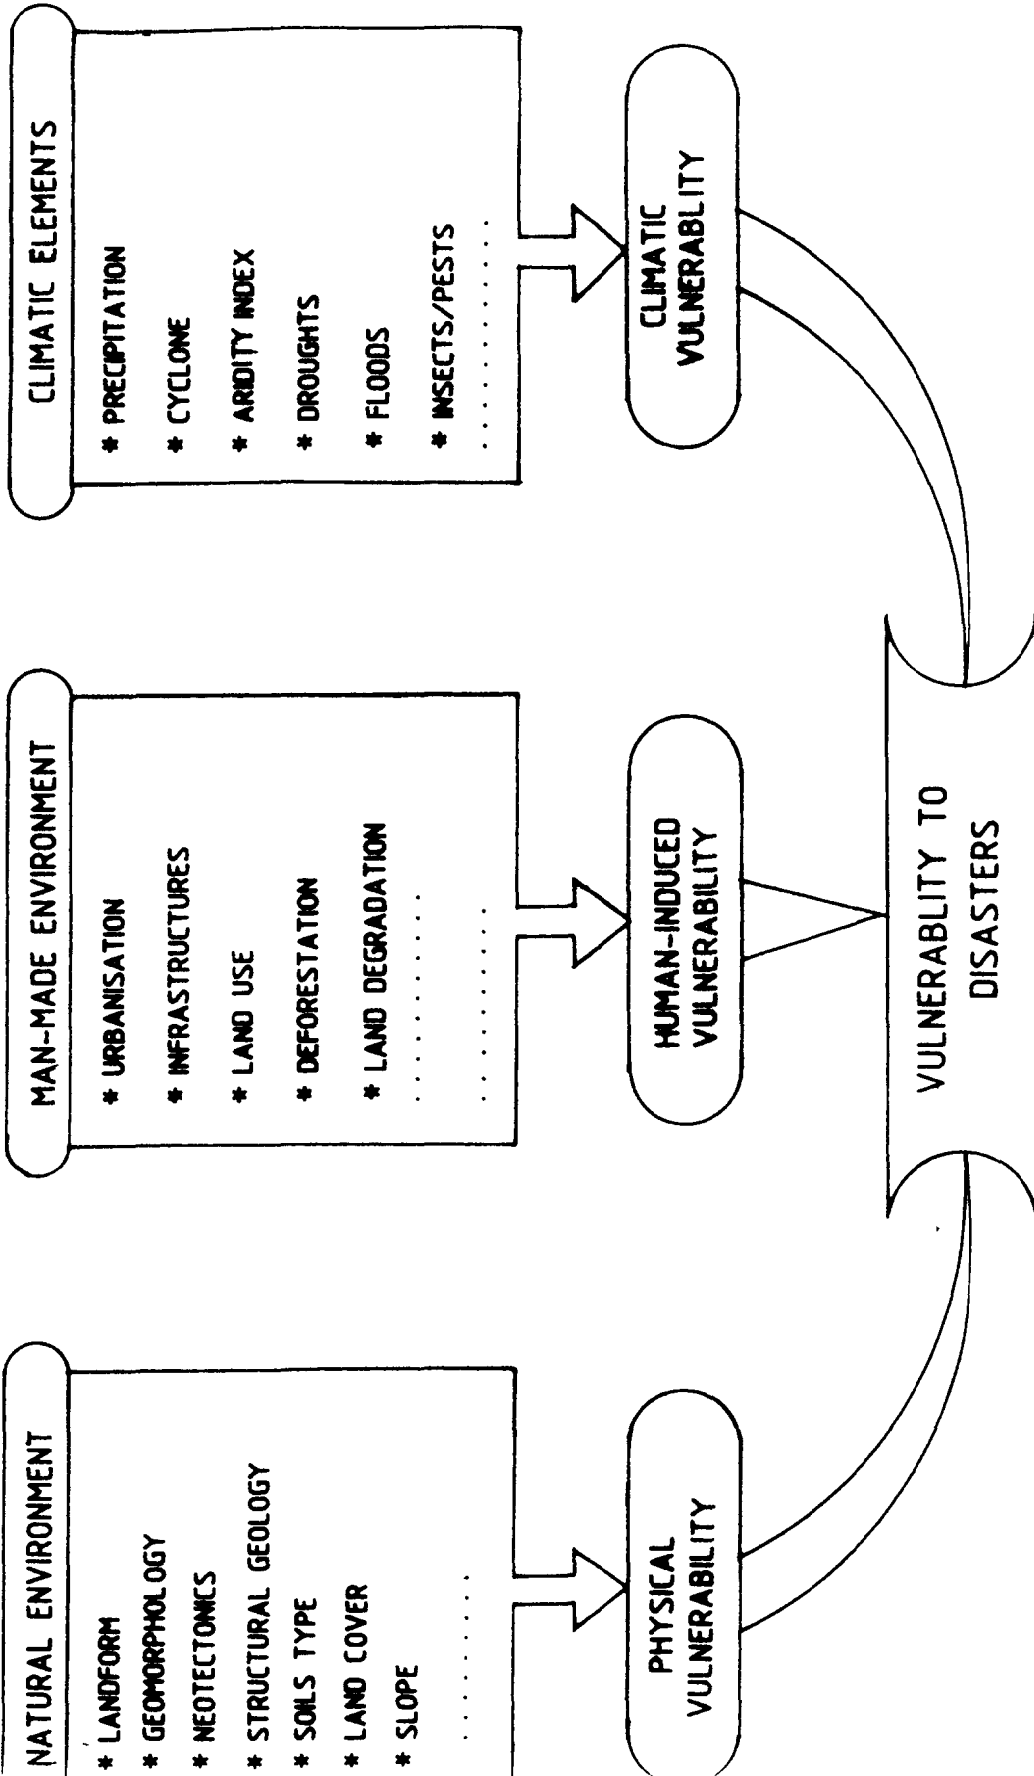 NATURAL ENVIRONMENT
* LANDFORM
* GEOMORPHOLOGY
* NEOTECTONICS
* STRUCTURAL GEOLOGY
* SOILS TYPE
* LAND COVER
* SLOPE
. . . . . . . . . . .
PHYSICAL
VULNERABILITY
MAN-MADE ENVIRONMENT
* URBANISATION
* INFRASTRUCTURES
* LAND USE
* DEFORESTATION
* LAND DEGRADATION
. . . . . . . . . . . . .
. . . . . . . . . . . . .
HUMAN-INDUCED
VULNERABILITY
CLIMATIC ELEMENTS
* PRECIPITATION
* CYCLONE
* ARIDITY INDEX
* DROUGHTS
* FLOODS
* INSECTS/PESTS
. . . . . . . . . . . . . . .
CLIMATIC
VULNERABLITY
VULNERABLITY TO
DISASTERS